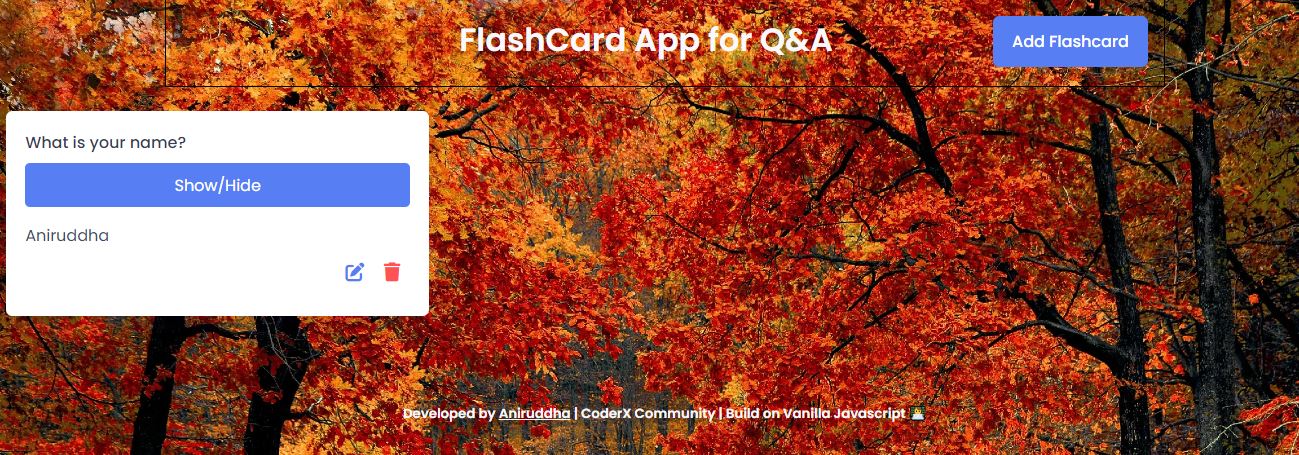 FlashCard App for Q&A
Add Flashcard
What is your name?
Show/Hide
Aniruddha
Developed by Aniruddha | CoderX Community | Build on Vanilla Javascript 👨‍💻